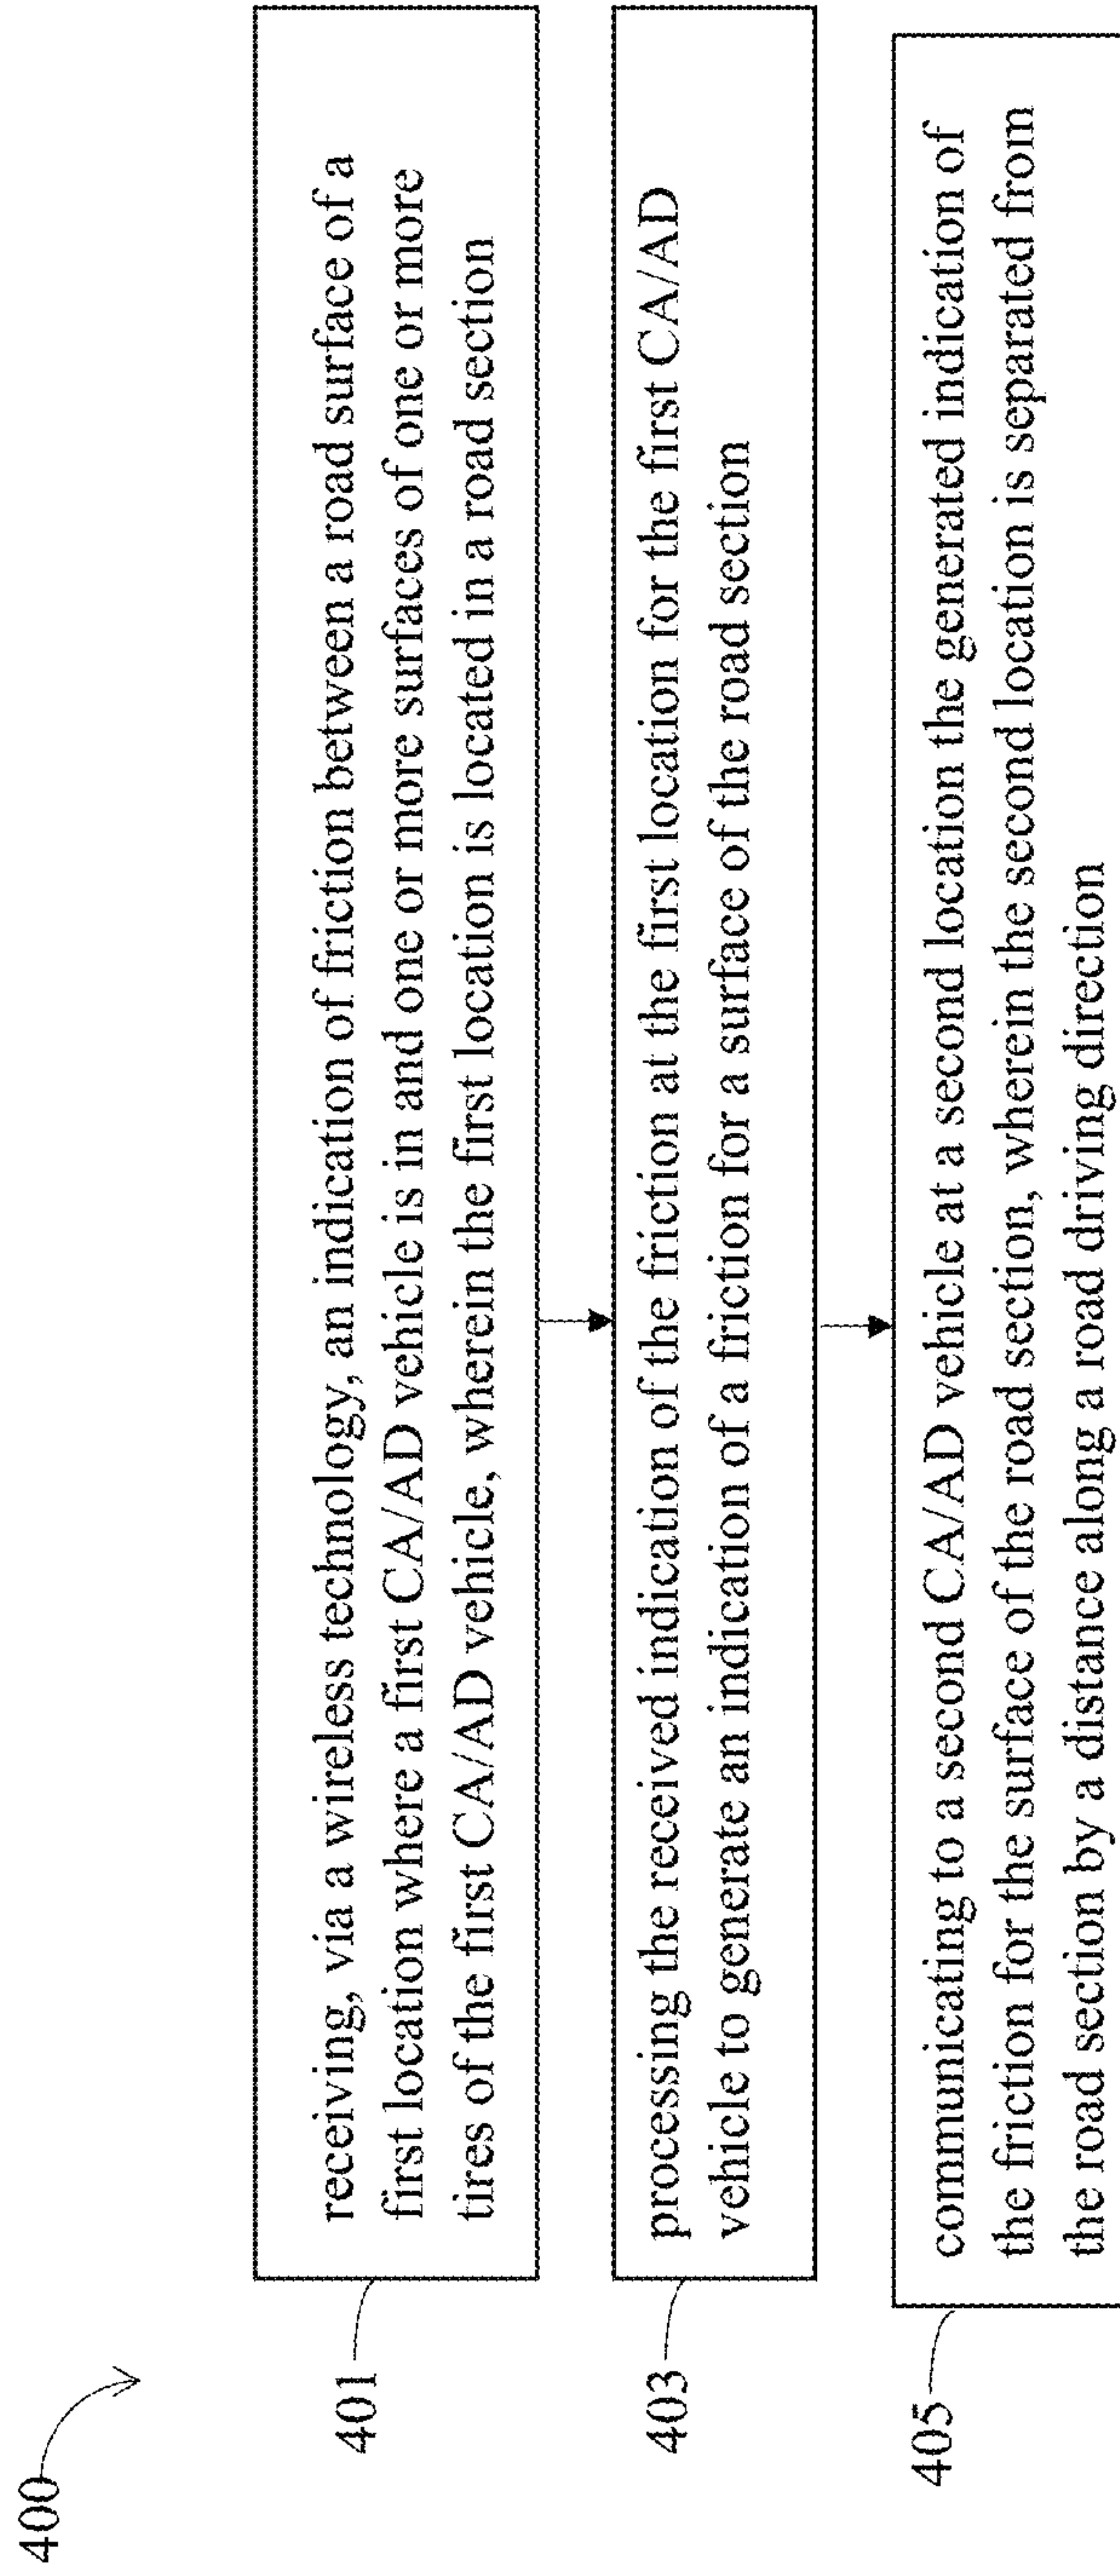 400
401
receiving, via a wireless technology, an indication of friction between a road surface of a
first location where a first CA/AD vehicle is in and one or more surfaces of one or more
tires of the first CA/AD vehicle, wherein the first location is located in a road section
403
processing the received indication of the friction at the first location for the first CA/AD
vehicle to generate an indication of a friction for a surface of the road section
405
communicating to a second CA/AD vehicle at a second location the generated indication of
the friction for the surface of the road section, wherein the second location is separated from
the road section by a distance along a road driving direction